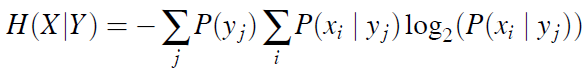 H(X|Y) = − ∑_j P(y_j) ∑_i P(x_i | y_j) log_2(P(x_i | y_j))